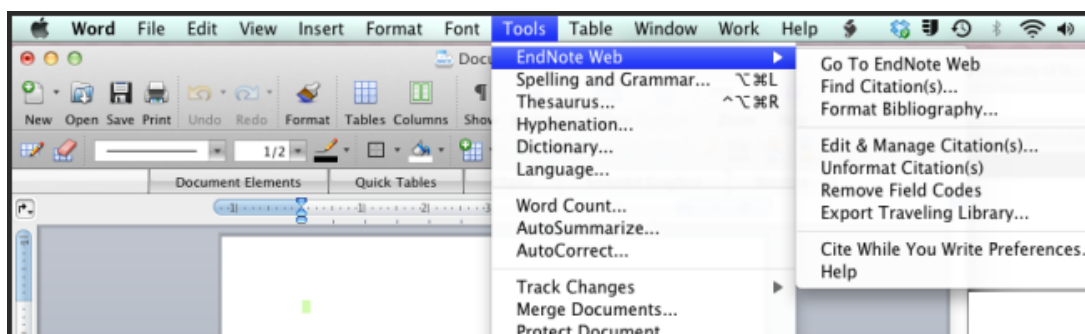 Word File Edit View Insert Format Font Tools Table Window Work Help
New Open Save Print Undo Redo Format Tables Columns
1/2
Document Elements Quick Tables
EndNote Web
Spelling and Grammar... ⌥⌘L
Thesaurus... ^⌥⌘R
Hyphenation...
Dictionary...
Language...
Word Count...
AutoSummarize...
AutoCorrect...
Track Changes
Merge Documents...
Protect Document
Go To EndNote Web
Find Citation(s)...
Format Bibliography...
Edit & Manage Citation(s)...
Unformat Citation(s)
Remove Field Codes
Export Traveling Library...
Cite While You Write Preferences.
Help